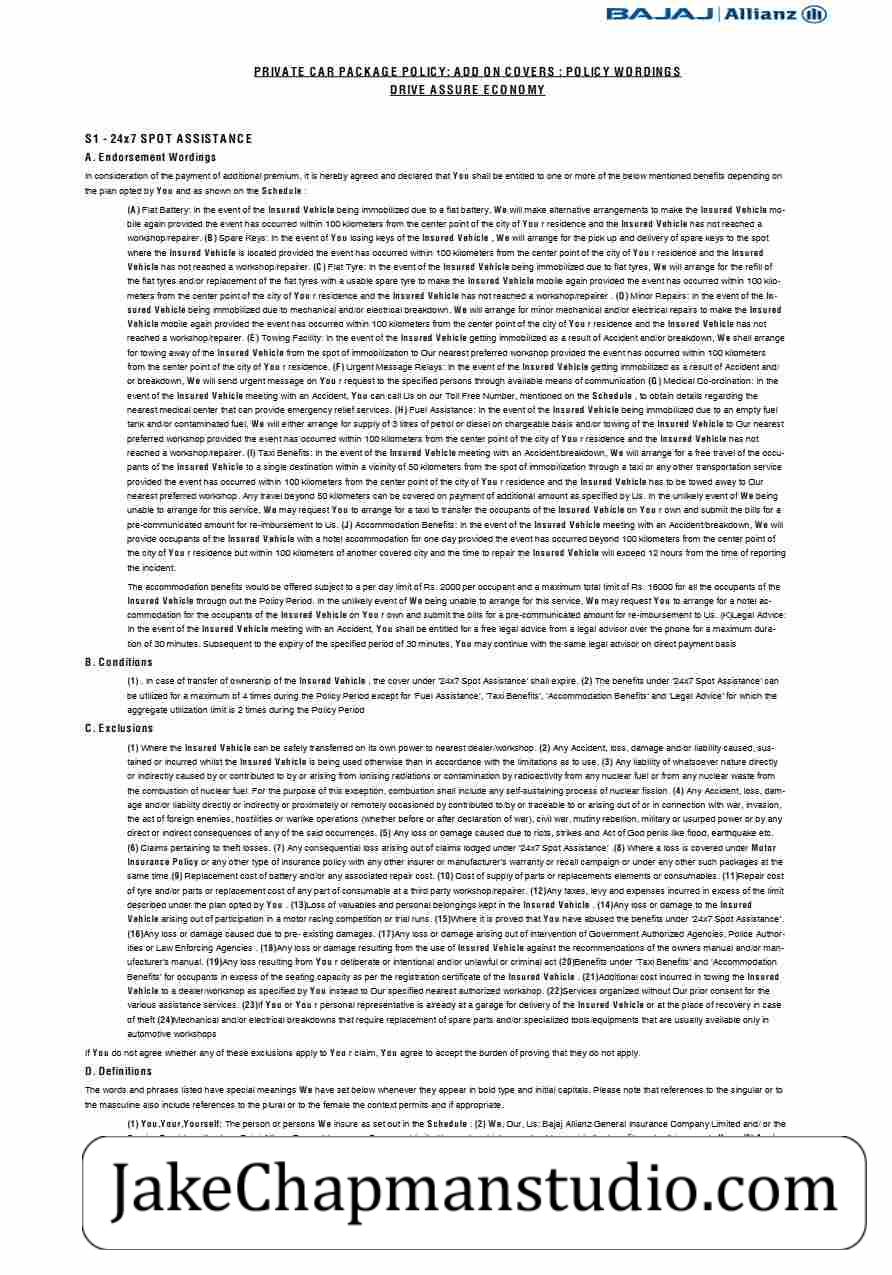 BAJAJ | Allianz
PRIVATE CAR PACKAGE POLICY: ADD ON COVERS : POLICY WORDINGS
DRIVE ASSURE ECONOMY
S1 - 24x7 SPOT ASSISTANCE
A. Endorsement Wordings
In consideration of the payment of additional premium, it is hereby agreed and declared that You shall be entitled to one or more of the below mentioned benefits depending on
the plan opted by You and as shown on the Schedule :
(A) Flat Battery: In the event of the Insured Vehicle being immobilized due to a flat battery, We will make alternative arrangements to make the Insured Vehicle mo-
bile again provided the event has occurred within 100 kilometers from the center point of the city of You r residence and the Insured Vehicle has not reached a
workshop/repairer. (B) Spare Keys: In the event of You losing keys of the Insured Vehicle , We will arrange for the pick up and delivery of spare keys to the spot
where the Insured Vehicle is located provided the event has occurred within 100 kilometers from the center point of the city of You r residence and the Insured
Vehicle has not reached a workshop/repairer. (C) Flat Tyre: In the event of the Insured Vehicle being immobilized due to flat tyres, We will arrange for the refill of
the flat tyres and/or replacement of the flat tyres with a usable spare tyre to make the Insured Vehicle mobile again provided the event has occurred within 100 kilo-
meters from the center point of the city of You r residence and the Insured Vehicle has not reached a workshop/repairer . (D) Minor Repairs: In the event of the In-
sured Vehicle being immobilized due to mechanical and/or electrical breakdown, We will arrange for minor mechanical and/or electrical repairs to make the Insured
Vehicle mobile again provided the event has occurred within 100 kilometers from the center point of the city of You r residence and the Insured Vehicle has not
reached a workshop/repairer. (E) Towing Facility: In the event of the Insured Vehicle getting immobilized as a result of Accident and/or breakdown, We shall arrange
for towing away of the Insured Vehicle from the spot of immobilization to Our nearest preferred workshop provided the event has occurred within 100 kilometers
from the center point of the city of You r residence. (F) Urgent Message Relays: In the event of the Insured Vehicle getting immobilized as a result of Accident and/
or breakdown, We will send urgent message on You r request to the specified persons through available means of communication (G) Medical Co-ordination: In the
event of the Insured Vehicle meeting with an Accident, You can call Us on our Toll Free Number, mentioned on the Schedule , to obtain details regarding the
nearest medical center that can provide emergency relief services. (H) Fuel Assistance: In the event of the Insured Vehicle being immobilized due to an empty fuel
tank and/or contaminated fuel, We will either arrange for supply of 3 litres of petrol or diesel on chargeable basis and/or towing of the Insured Vehicle to Our nearest
preferred workshop provided the event has occurred within 100 kilometers from the center point of the city of You r residence and the Insured Vehicle has not
reached a workshop/repairer. (I) Taxi Benefits: In the event of the Insured Vehicle meeting with an Accident/breakdown, We will arrange for a free travel of the occu-
pants of the Insured Vehicle to a single destination within a vicinity of 50 kilometers from the spot of immobilization through a taxi or any other transportation service
provided the event has occurred within 100 kilometers from the center point of the city of You r residence and the Insured Vehicle has to be towed away to Our
nearest preferred workshop. Any travel beyond 50 kilometers can be covered on payment of additional amount as specified by Us. In the unlikely event of We being
unable to arrange for this service, We may request You to arrange for a taxi to transfer the occupants of the Insured Vehicle on You r own and submit the bills for a
pre-communicated amount for re-imbursement to Us. (J) Accommodation Benefits: In the event of the Insured Vehicle meeting with an Accident/breakdown, We will
provide occupants of the Insured Vehicle with a hotel accommodation for one day provided the event has occurred beyond 100 kilometers from the center point of
the city of You r residence but within 100 kilometers of another covered city and the time to repair the Insured Vehicle will exceed 12 hours from the time of reporting
the incident.
The accommodation benefits would be offered subject to a per day limit of Rs. 2000 per occupant and a maximum total limit of Rs. 16000 for all the occupants of the
Insured Vehicle through out the Policy Period. In the unlikely event of We being unable to arrange for this service, We may request You to arrange for a hotel ac-
commodation for the occupants of the Insured Vehicle on You r own and submit the bills for a pre-communicated amount for re-imbursement to Us. (K)Legal Advice:
In the event of the Insured Vehicle meeting with an Accident, You shall be entitled for a free legal advice from a legal advisor over the phone for a maximum dura-
tion of 30 minutes. Subsequent to the expiry of the specified period of 30 minutes, You may continue with the same legal advisor on direct payment basis
B. Conditions
(1) . In case of transfer of ownership of the Insured Vehicle , the cover under '24x7 Spot Assistance' shall expire. (2) The benefits under '24x7 Spot Assistance' can
be utilized for a maximum of 4 times during the Policy Period except for 'Fuel Assistance', 'Taxi Benefits', 'Accommodation Benefits' and 'Legal Advice' for which the
aggregate utilization limit is 2 times during the Policy Period
C. Exclusions
(1) Where the Insured Vehicle can be safely transferred on its own power to nearest dealer/workshop. (2) Any Accident, loss, damage and/or liability caused, sus-
tained or incurred whilst the Insured Vehicle is being used otherwise than in accordance with the limitations as to use. (3) Any liability of whatsoever nature directly
or indirectly caused by or contributed to by or arising from ionising radiations or contamination by radioactivity from any nuclear fuel or from any nuclear waste from
the combustion of nuclear fuel. For the purpose of this exception, combustion shall include any self-sustaining process of nuclear fission. (4) Any Accident, loss, dam-
age and/or liability directly or indirectly or proximately or remotely occasioned by contributed to/by or traceable to or arising out of or in connection with war, invasion,
the act of foreign enemies, hostilities or warlike operations (whether before or after declaration of war), civil war, mutiny rebellion, military or usurped power or by any
direct or indirect consequences of any of the said occurrences. (5) Any loss or damage caused due to riots, strikes and Act of God perils like flood, earthquake etc.
(6) Claims pertaining to theft losses. (7) Any consequential loss arising out of claims lodged under '24x7 Spot Assistance' .(8) Where a loss is covered under Motor
Insurance Policy or any other type of insurance policy with any other insurer or manufacturer's warranty or recall campaign or under any other such packages at the
same time.(9) Replacement cost of battery and/or any associated repair cost. (10) Cost of supply of parts or replacements elements or consumables. (11)Repair cost
of tyre and/or parts or replacement cost of any part of consumable at a third party workshop/repairer. (12)Any taxes, levy and expenses incurred in excess of the limit
described under the plan opted by You . (13)Loss of valuables and personal belongings kept in the Insured Vehicle . (14)Any loss or damage to the Insured
Vehicle arising out of participation in a motor racing competition or trial runs. (15)Where it is proved that You have abused the benefits under '24x7 Spot Assistance'.
(16)Any loss or damage caused due to pre- existing damages. (17)Any loss or damage arising out of intervention of Government Authorized Agencies, Police Author-
ities or Law Enforcing Agencies . (18)Any loss or damage resulting from the use of Insured Vehicle against the recommendations of the owners manual and/or man-
ufacturer's manual. (19)Any loss resulting from You r deliberate or intentional and/or unlawful or criminal act (20)Benefits under 'Taxi Benefits' and 'Accommodation
Benefits' for occupants in excess of the seating capacity as per the registration certificate of the Insured Vehicle . (21)Additional cost incurred in towing the Insured
Vehicle to a dealer/workshop as specified by You instead to Our specified nearest authorized workshop. (22)Services organized without Our prior consent for the
various assistance services. (23)If You or You r personal representative is already at a garage for delivery of the Insured Vehicle or at the place of recovery in case
of theft (24)Mechanical and/or electrical breakdowns that require replacement of spare parts and/or specialized tools/equipments that are usually available only in
automotive workshops
If You do not agree whether any of these exclusions apply to You r claim, You agree to accept the burden of proving that they do not apply.
D. Definitions
The words and phrases listed have special meanings We have set below whenever they appear in bold type and initial capitals. Please note that references to the singular or to
the masculine also include references to the plural or to the female the context permits and if appropriate.
(1) You,Your,Yourself: The person or persons We insure as set out in the Schedule . (2) We, Our, Us: Bajaj Allianz General Insurance Company Limited and/ or the
JakeChapmanstudio.com